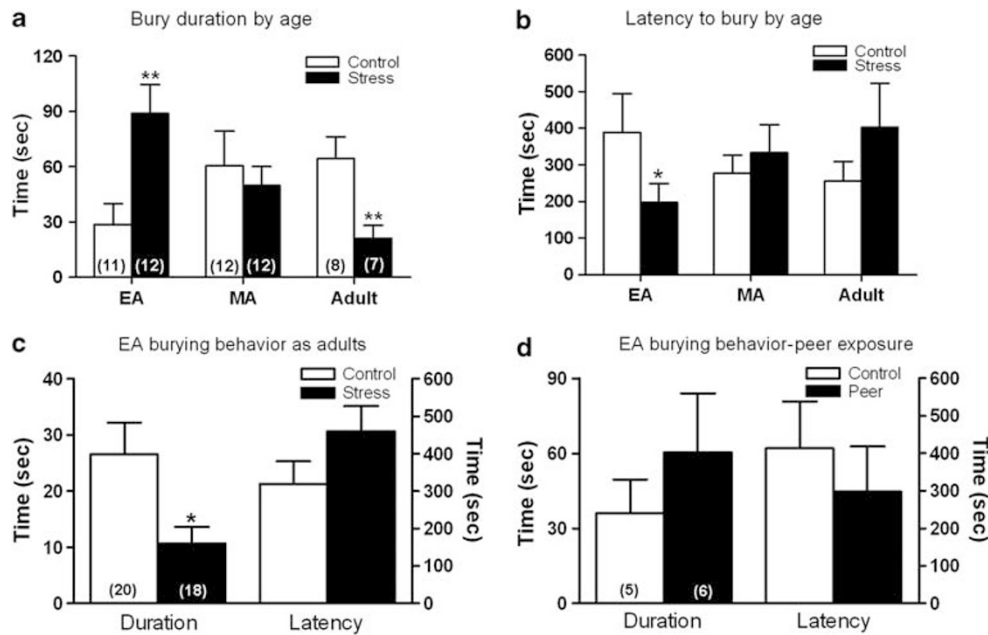 a Bury duration by age
120
90
60
30
0
Time (sec)
Control
Stress
**
**
(11) (12) (12) (12) (8) (7)
EA MA Adult
b Latency to bury by age
600
500
400
300
200
100
0
Time (sec)
Control
Stress
*
EA MA Adult
c EA burying behavior as adults
40
30
20
10
0
Time (sec)
Control
Stress
*
(20) (18)
600
500
400
300
200
100
0
Time (sec)
Duration Latency
d EA burying behavior-peer exposure
90
60
30
0
Time (sec)
Control
Peer
(5) (6)
600
500
400
300
200
100
0
Time (sec)
Duration Latency